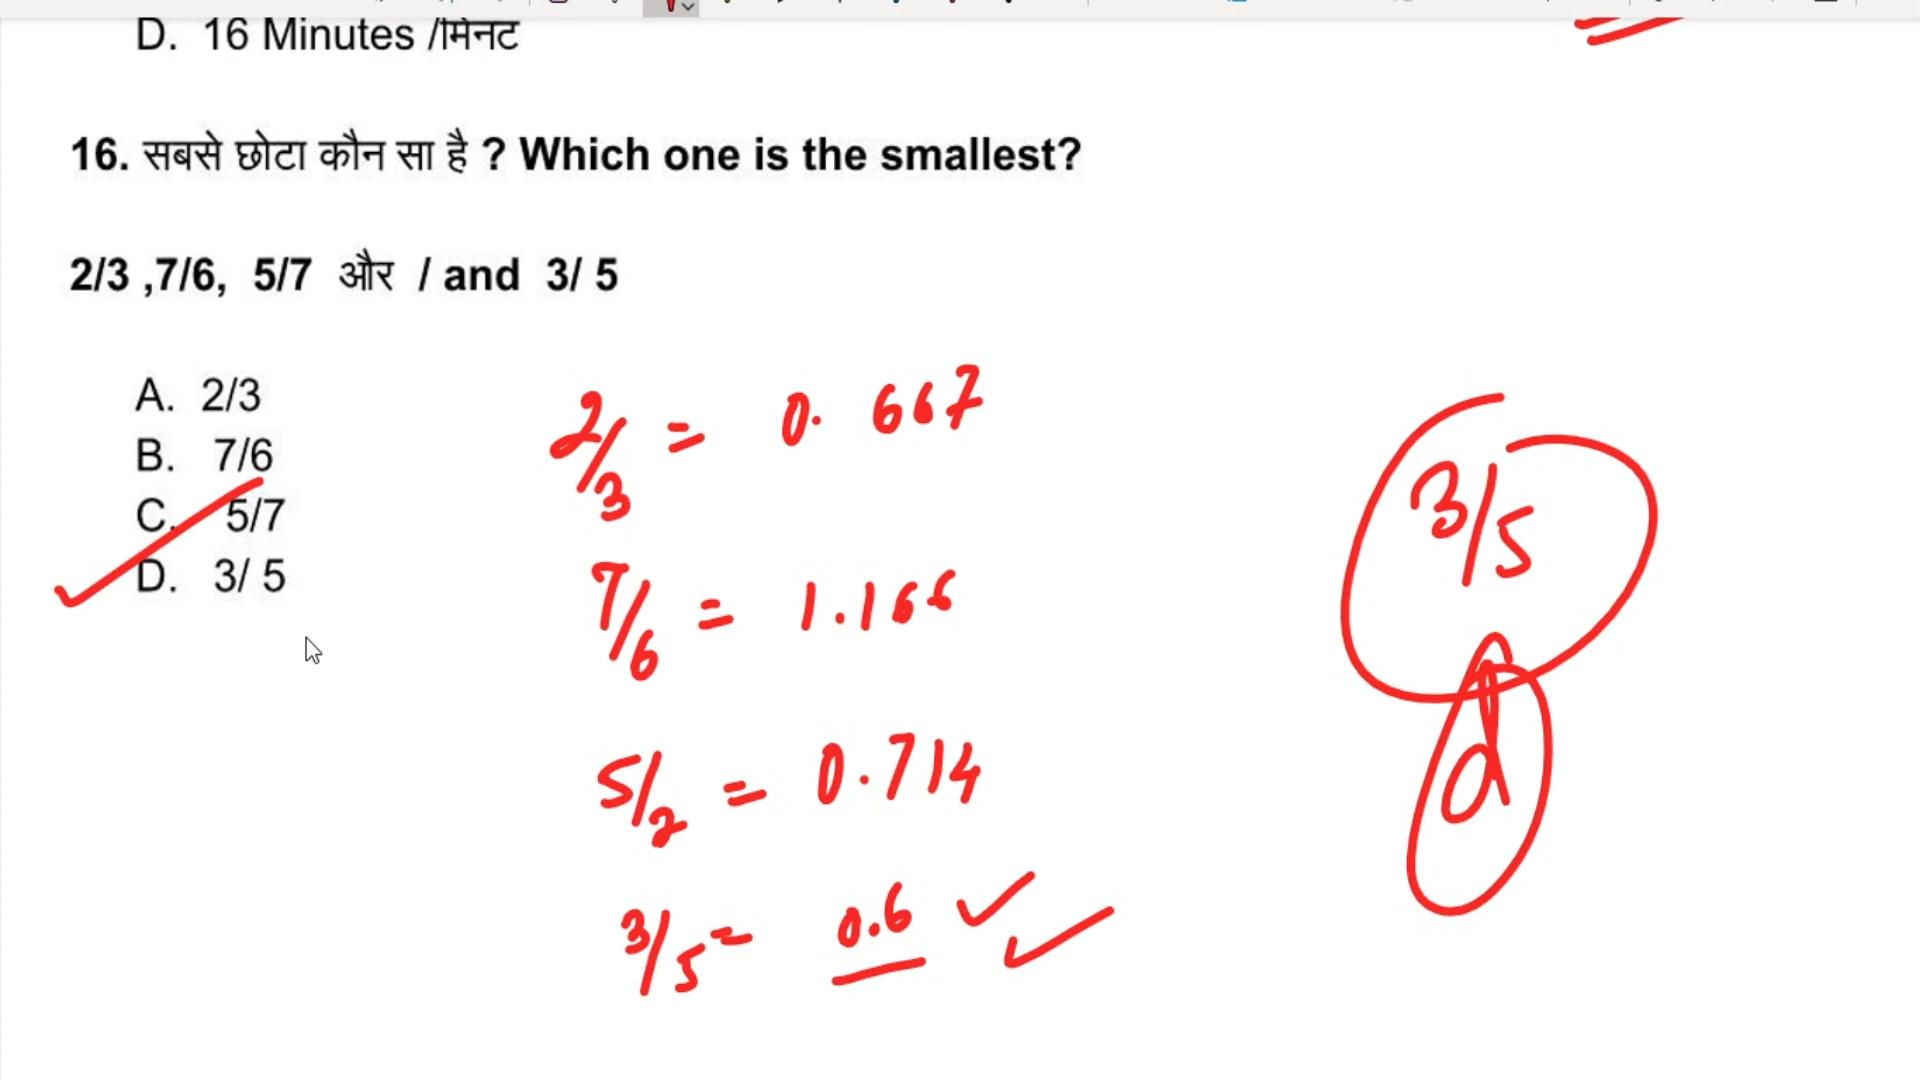 D. 16 Minutes /मिनट
16. सबसे छोटा कौन सा है ? Which one is the smallest?
2/3 ,7/6, 5/7 और / and 3/ 5
A. 2/3
B. 7/6
C. 5/7
D. 3/ 5
2/3 = 0.667
7/6 = 1.166
5/7 = 0.714
3/5 = 0.6
3/5
d